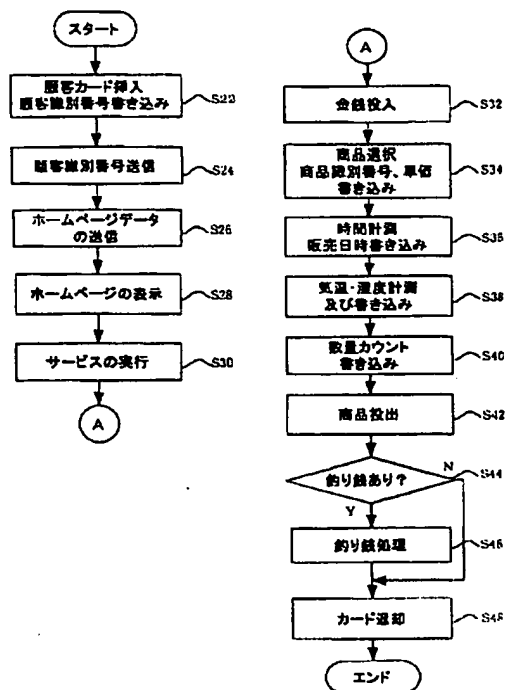 スタート
顧客カード挿入
顧客識別番号書き込み
S22
顧客識別番号送信
S24
ホームページデータ
の送信
S26
ホームページの表示
S28
サービスの実行
S30
A
A
金銭投入
S32
商品選択
商品識別番号、単価
書き込み
S34
時間計測
販売日時書き込み
S36
気温・湿度計測
及び書き込み
S38
数量カウント
書き込み
S40
商品投出
S42
釣り銭あり?
N
S44
Y
釣り銭処理
S46
カード返却
S48
エンド